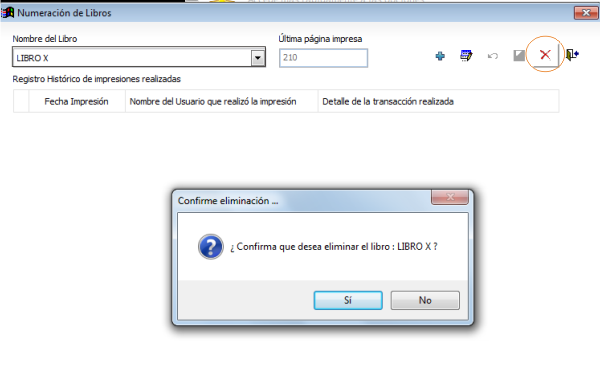 Numeración de Libros
Nombre del Libro
Última página impresa
LIBRO X
210
Registro Histórico de impresiones realizadas
Fecha Impresión
Nombre del Usuario que realizó la impresión
Detalle de la transacción realizada
Confirme eliminación ...
¿ Confirma que desea eliminar el libro : LIBRO X ?
Sí
No